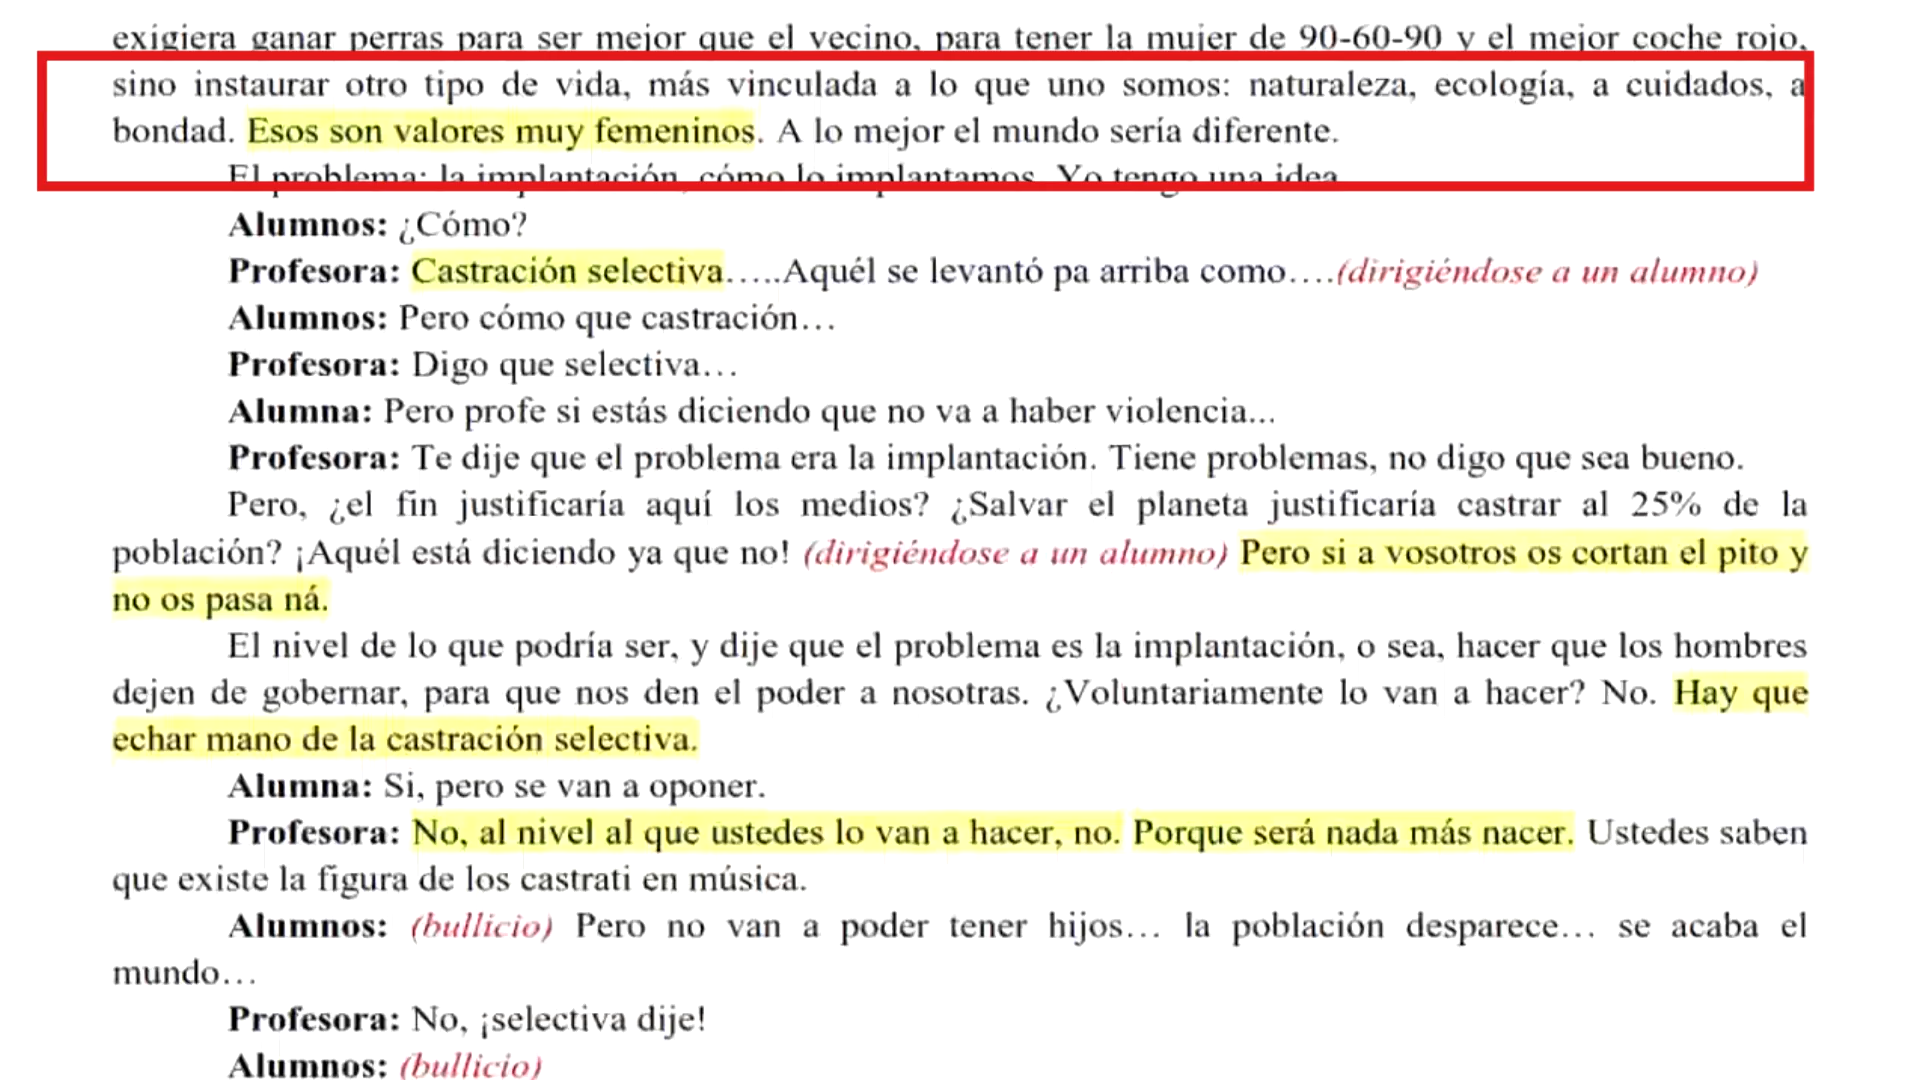 exigiera ganar perras para ser mejor que el vecino, para tener la mujer de 90-60-90 y el mejor coche rojo,
sino instaurar otro tipo de vida, más vinculada a lo que uno somos: naturaleza, ecología, a cuidados, a
bondad. Esos son valores muy femeninos. A lo mejor el mundo sería diferente.
El problema: la implantación, cómo lo implantamos. Yo tengo una idea
Alumnos: ¿Cómo?
Profesora: Castración selectiva…..Aquél se levantó pa arriba como….(dirigiéndose a un alumno)
Alumnos: Pero cómo que castración…
Profesora: Digo que selectiva…
Alumna: Pero profe si estás diciendo que no va a haber violencia...
Profesora: Te dije que el problema era la implantación. Tiene problemas, no digo que sea bueno.
Pero, ¿el fin justificaría aquí los medios? ¿Salvar el planeta justificaría castrar al 25% de la
población? ¡Aquél está diciendo ya que no! (dirigiéndose a un alumno) Pero si a vosotros os cortan el pito y
no os pasa ná.
El nivel de lo que podría ser, y dije que el problema es la implantación, o sea, hacer que los hombres
dejen de gobernar, para que nos den el poder a nosotras. ¿Voluntariamente lo van a hacer? No. Hay que
echar mano de la castración selectiva.
Alumna: Si, pero se van a oponer.
Profesora: No, al nivel al que ustedes lo van a hacer, no. Porque será nada más nacer. Ustedes saben
que existe la figura de los castrati en música.
Alumnos: (bullicio) Pero no van a poder tener hijos… la población desparece… se acaba el
mundo…
Profesora: No, ¡selectiva dije!
Alumnos: (bullicio)